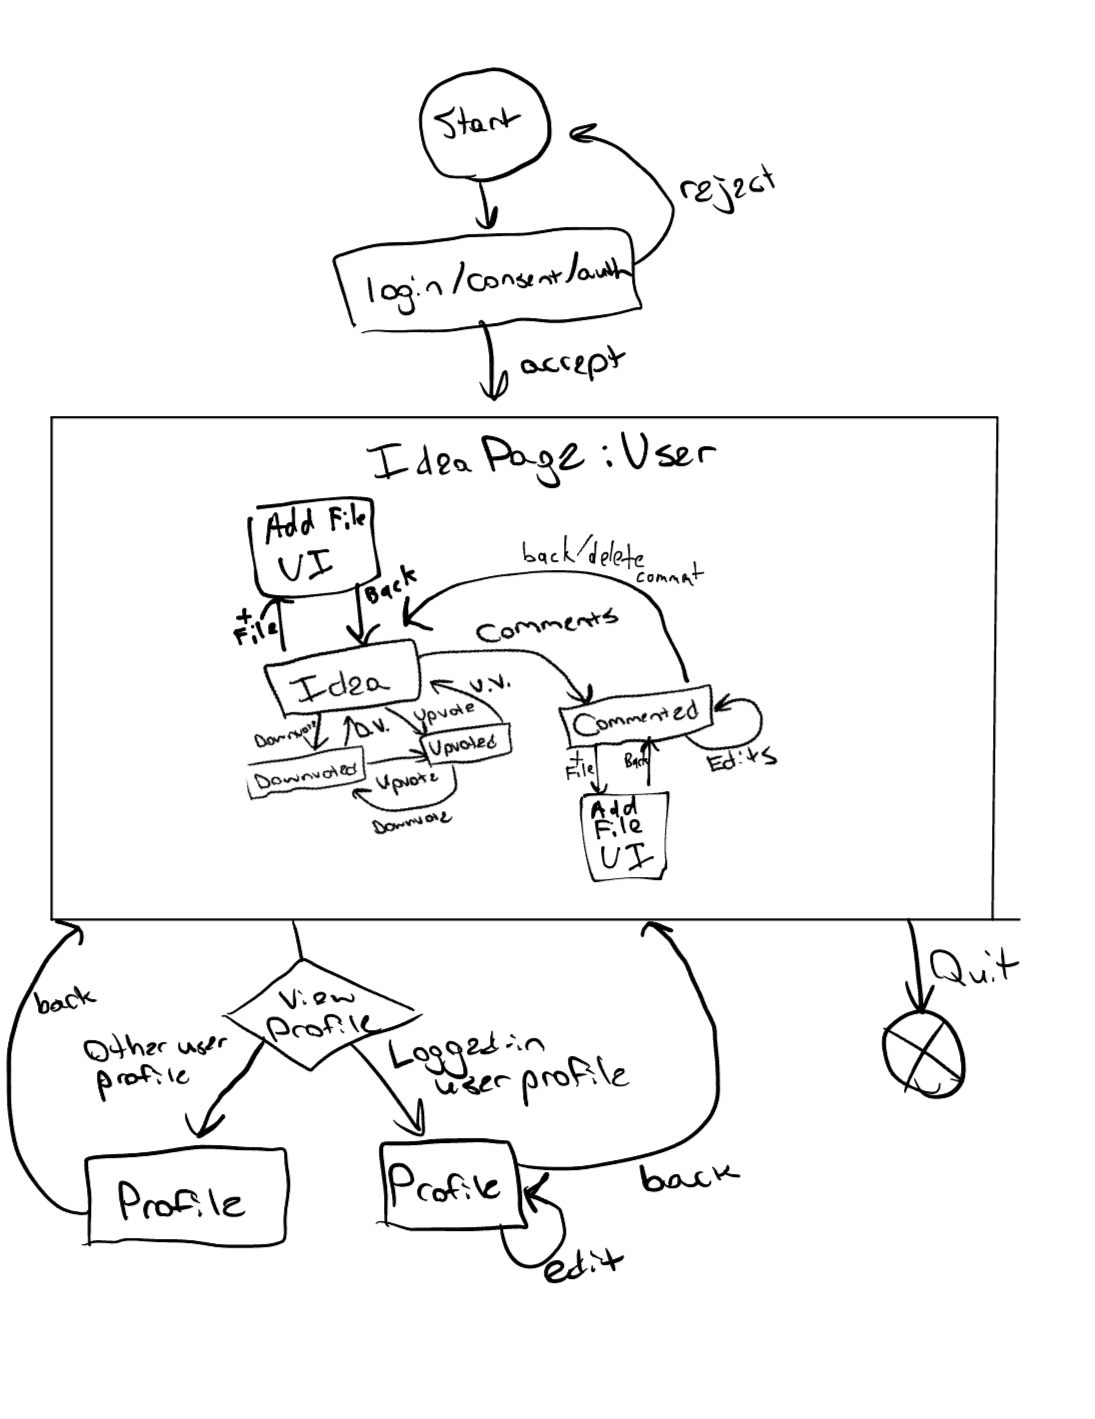 Start
reject
login/consent/auth
accept
Idea Page: User
Add File
UI
back/delete
commnt
Back
+
File
Comments
Idea
U.V.
Upvote
Downvote
D.V.
Upvoted
Downvoted
Upvote
Downvote
Commented
Edits
+
File
Back
Add
File
UI
back
View
Profile
Quit
Other user
profile
Logged-in
user profile
Profile
Profile
back
edit